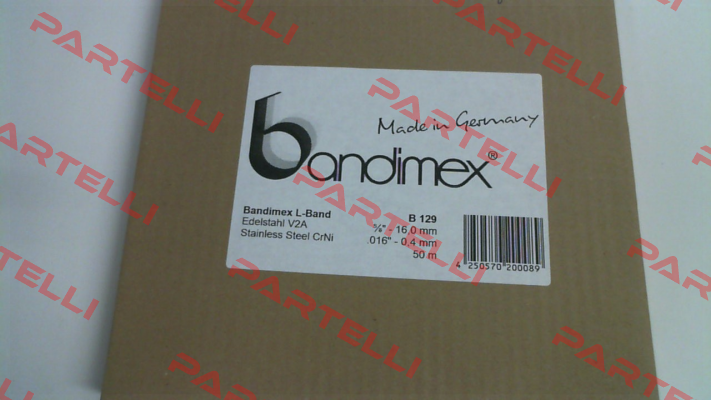 Made in Germany
bandimex®
Bandimex L-Band B 129
Edelstahl V2A ⅝" - 16,0 mm
Stainless Steel CrNi .016" - 0,4 mm
50 m
4 250570 200089
PARTELLI
PARTELLI
PARTELLI
PARTELLI
PARTELLI
PARTELLI
PARTELLI
PARTELLI
PARTELLI
PARTELLI
PARTELLI